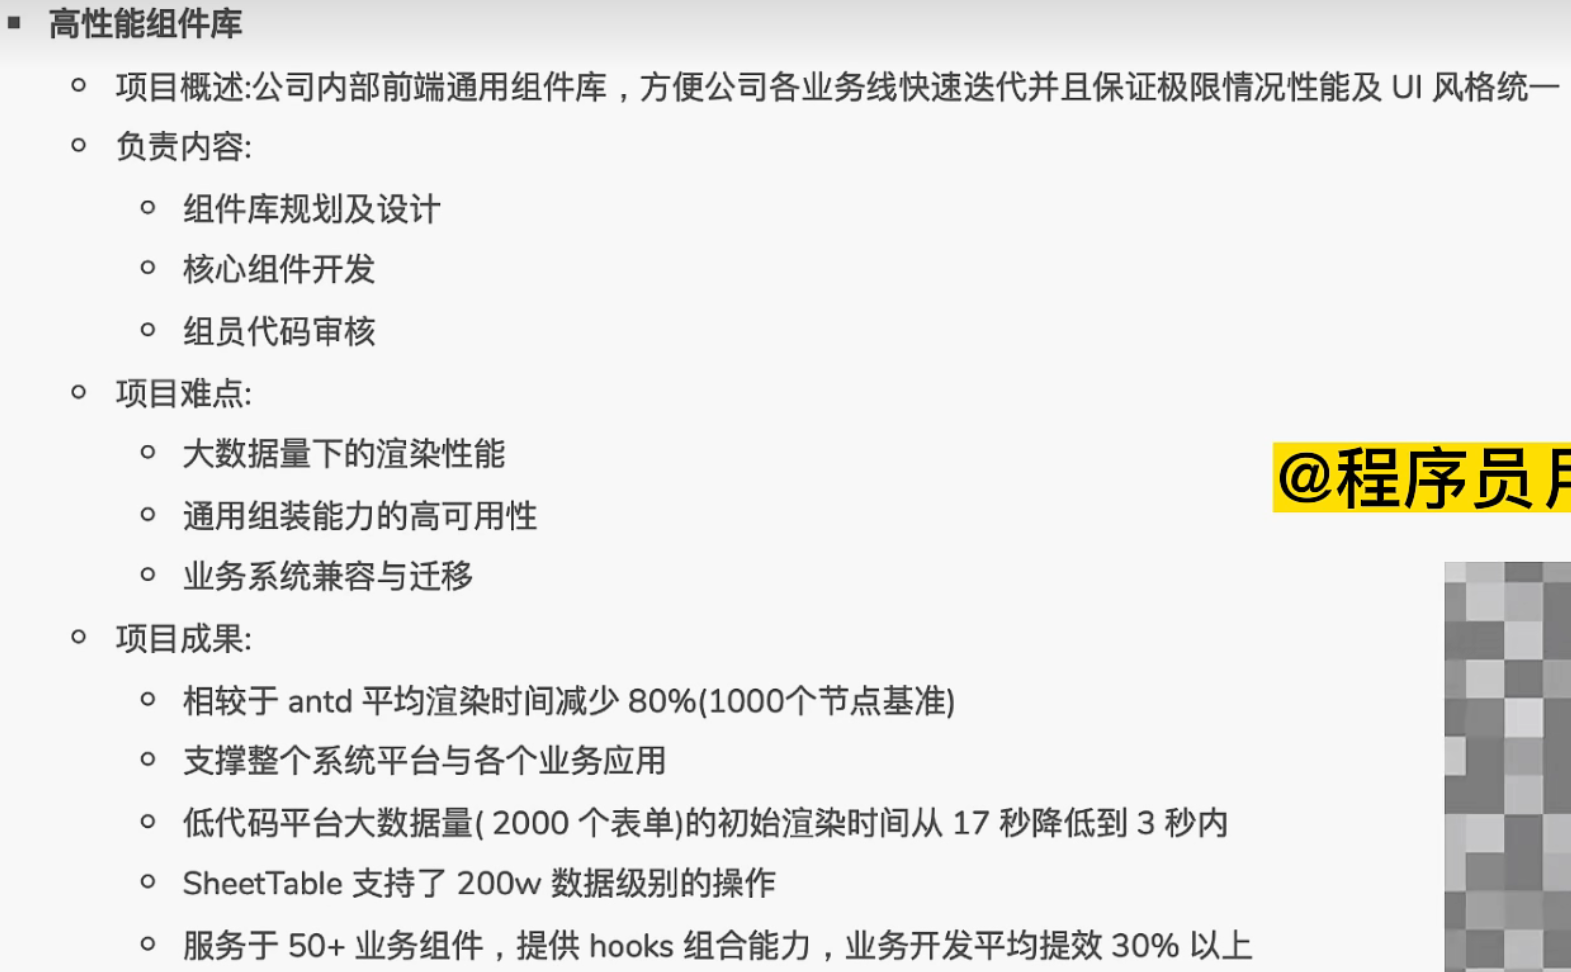 高性能组件库
项目概述:公司内部前端通用组件库，方便公司各业务线快速迭代并且保证极限情况性能及 UI 风格统一
负责内容:
组件库规划及设计
核心组件开发
组员代码审核
项目难点:
大数据量下的渲染性能
@程序员
通用组装能力的高可用性
业务系统兼容与迁移
项目成果:
相较于 antd 平均渲染时间减少 80%(1000个节点基准)
支撑整个系统平台与各个业务应用
低代码平台大数据量( 2000 个表单)的初始渲染时间从 17 秒降低到 3 秒内
SheetTable 支持了 200w 数据级别的操作
服务于 50+ 业务组件，提供 hooks 组合能力，业务开发平均提效 30% 以上